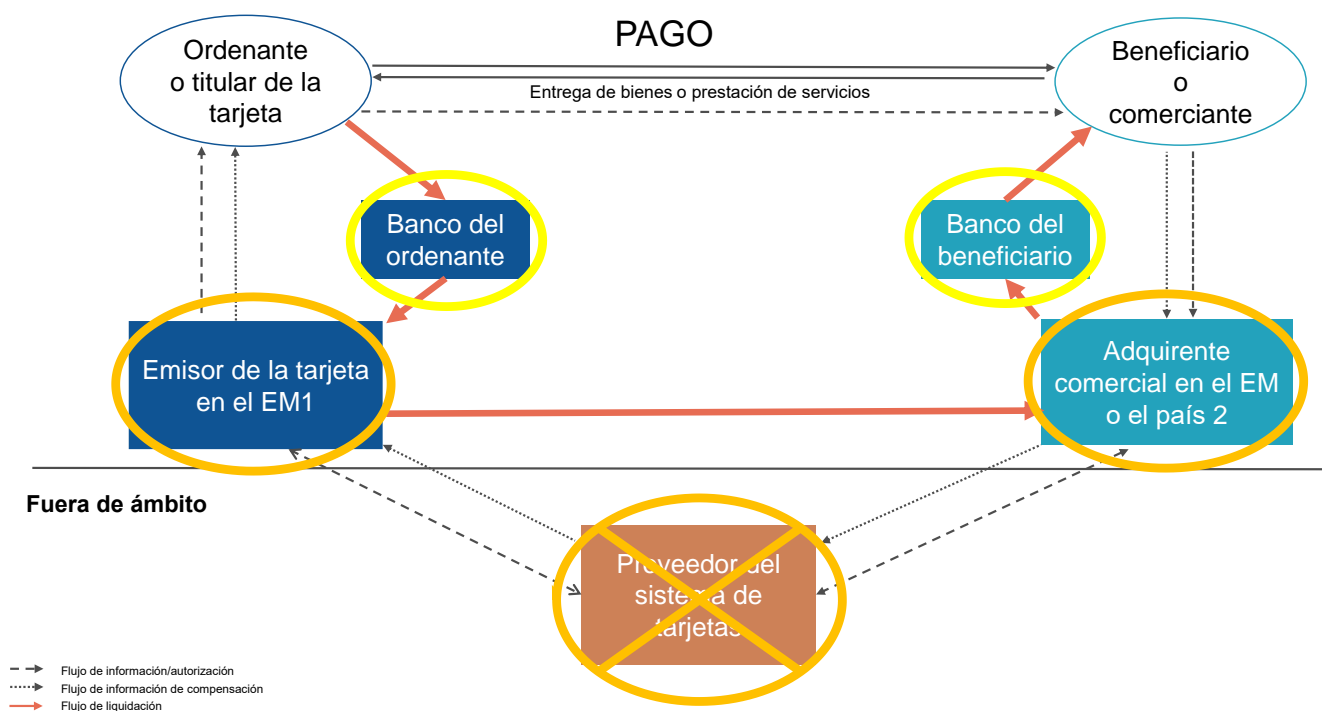 PAGO
Ordenante
o titular de la
tarjeta
Beneficiario
o
comerciante
Entrega de bienes o prestación de servicios
Banco del
ordenante
Banco del
beneficiario
Emisor de la tarjeta
en el EM1
Adquirente
comercial en el EM
o el país 2
Fuera de ámbito
Proveedor del
sistema de
tarjetas
Flujo de información/autorización
Flujo de información de compensación
Flujo de liquidación